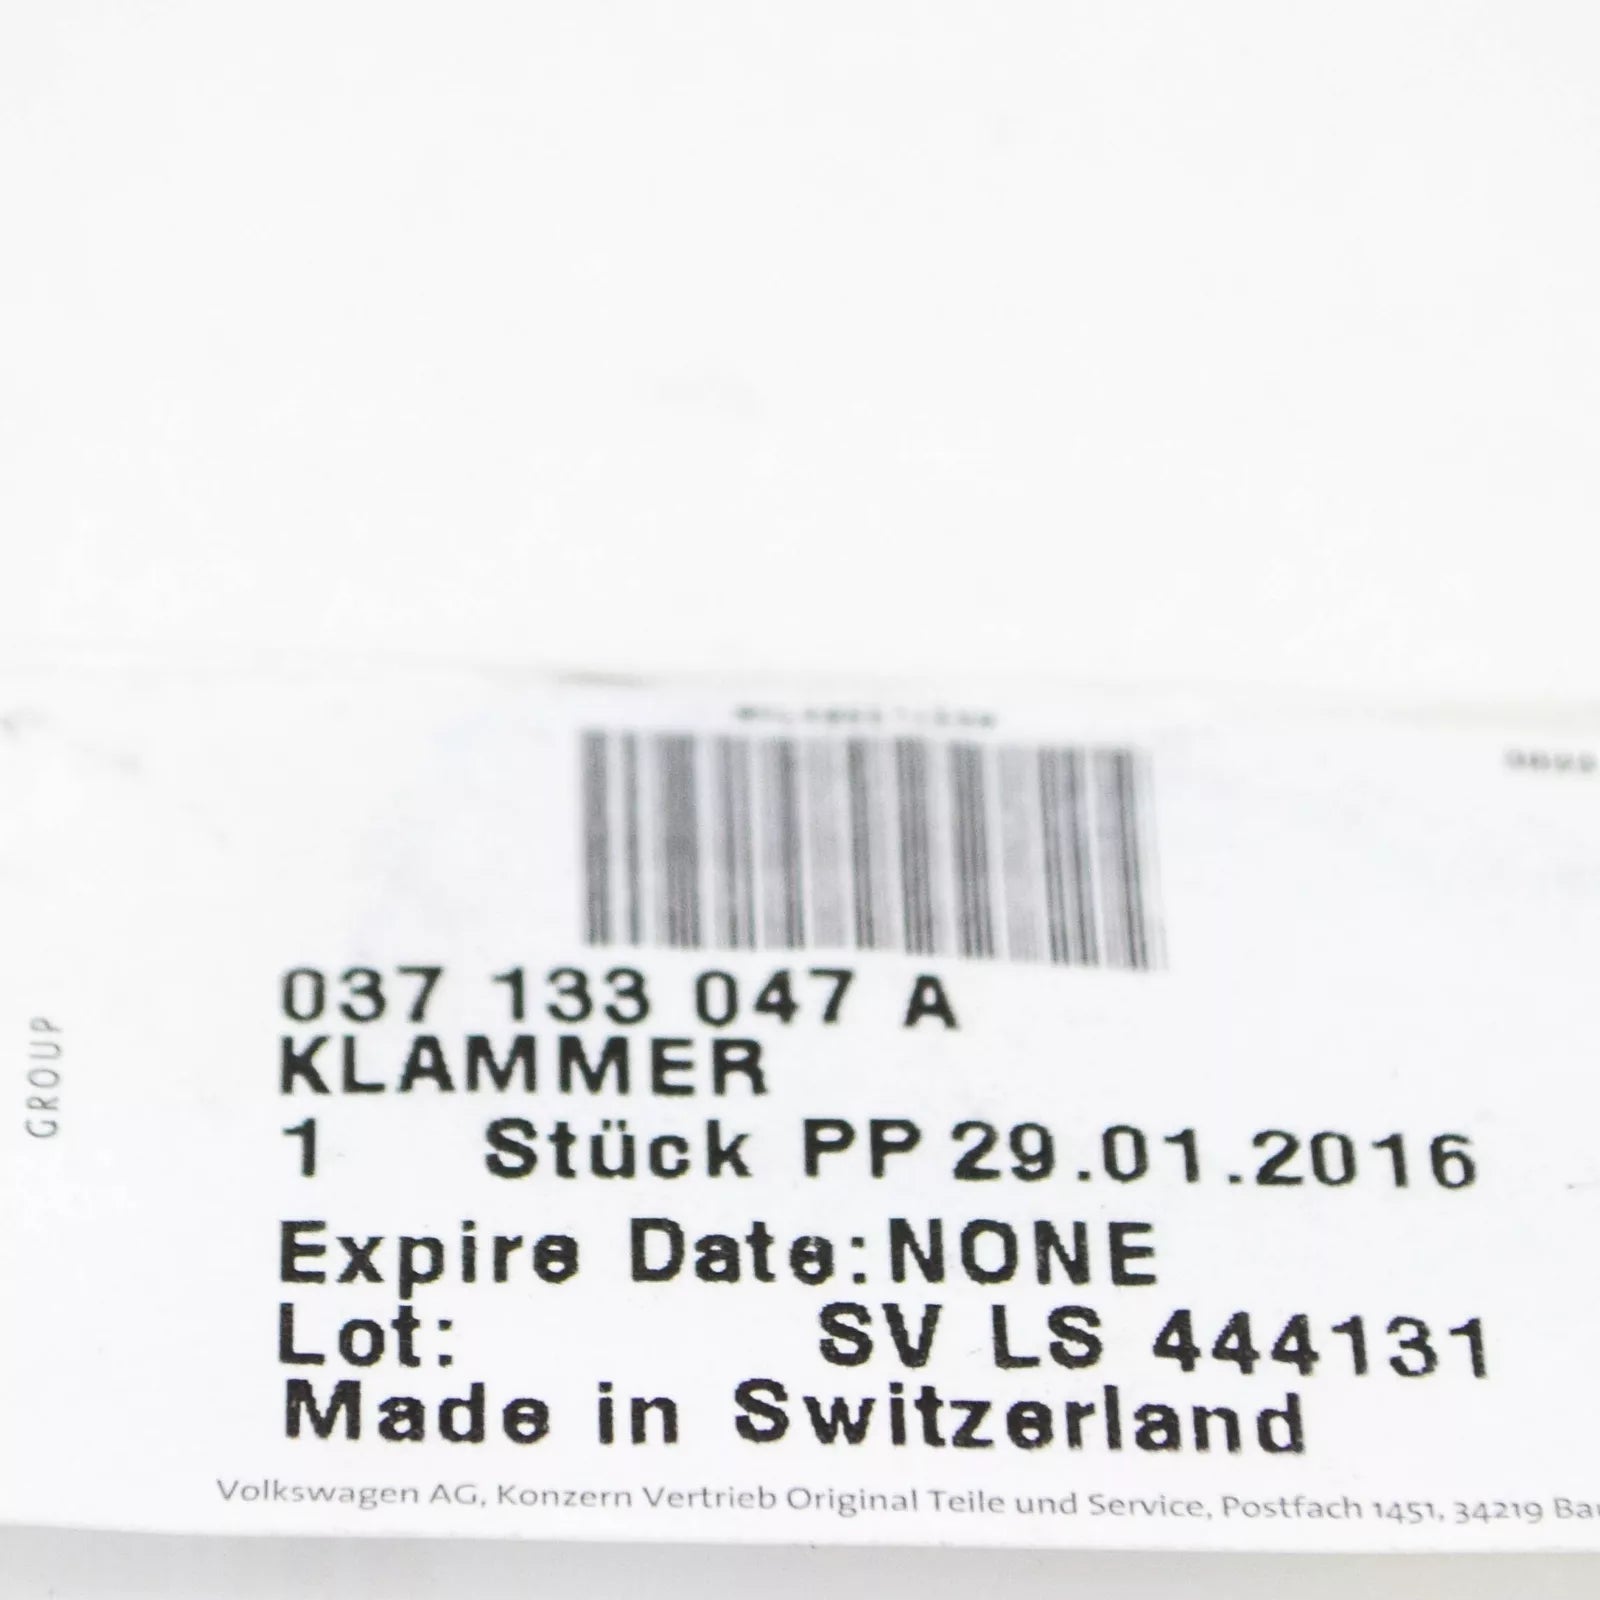 037 133 047 A
KLAMMER
1 Stück PP 29.01.2016
Expire Date:NONE
Lot: SV LS 444131
Made in Switzerland
Volkswagen AG, Konzern Vertrieb Original Teile und Service, Postfach 1451, 34219
GROUP